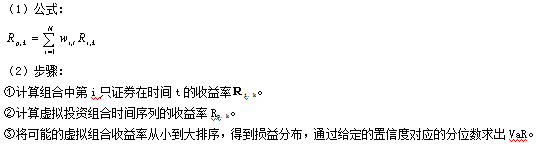 （1）公式:
R_{p,k} = \sum_{i=1}^{N} w_{i,t} R_{i,k}
（2）步骤:
①计算组合中第 i 只证券在时间 t 的收益率R_{i,k}。
②计算虚拟投资组合时间序列的收益率 R_{p,k}。
③将可能的虚拟组合收益率从小到大排序，得到损益分布，通过给定的置信度对应的分位数求出 VaR。